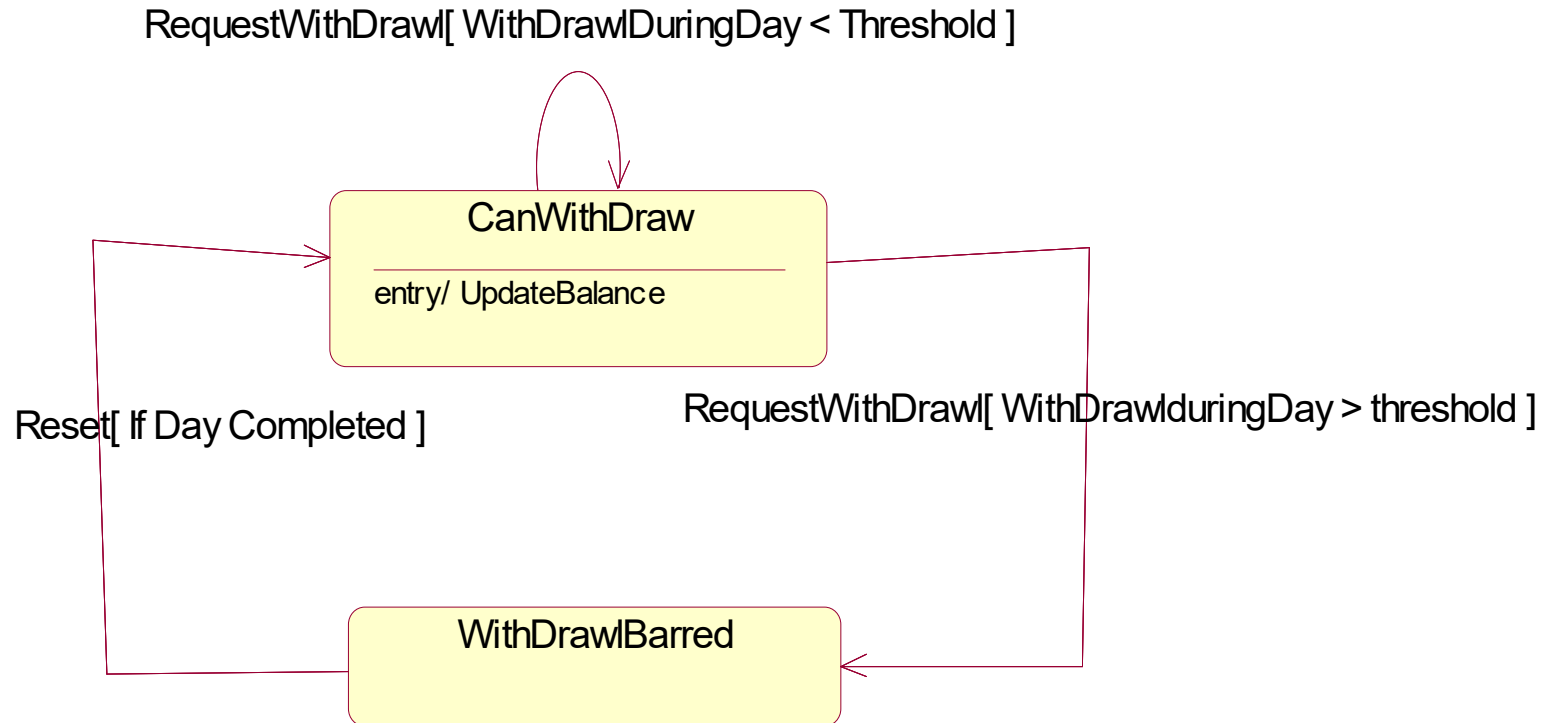 RequestWithDrawl[ WithDrawlDuringDay < Threshold ]
CanWithDraw
entry/ UpdateBalance
RequestWithDrawl[ WithDrawlduringDay > threshold ]
Reset[ If Day Completed ]
WithDrawlBarred